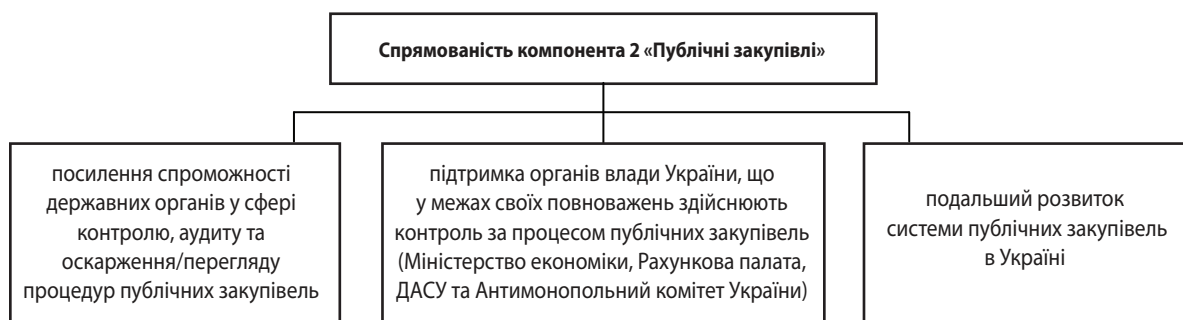 Спрямованість компонента 2 «Публічні закупівлі»
посилення спроможності
державних органів у сфері
контролю, аудиту та
оскарження/перегляду
процедур публічних закупівель
підтримка органів влади України, що
у межах своїх повноважень здійснюють
контроль за процесом публічних закупівель
(Міністерство економіки, Рахункова палата,
ДАСУ та Антимонопольний комітет України)
подальший розвиток
системи публічних закупівель
в Україні